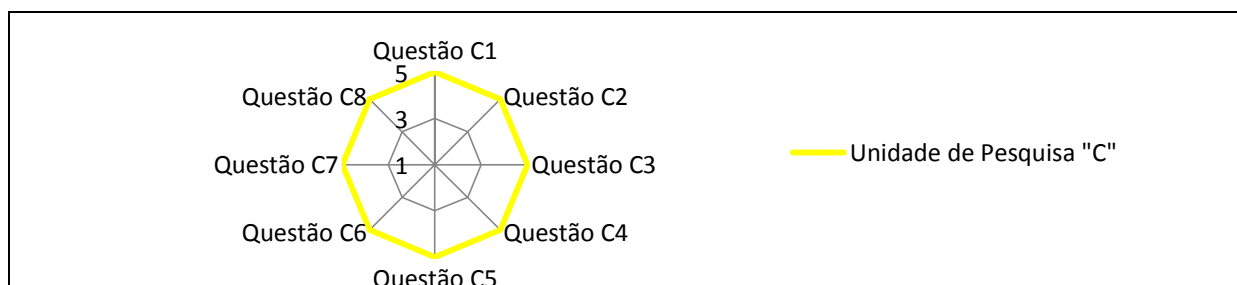 Questão C1
5
Questão C8
Questão C2
3
Questão C7
1
Questão C3
Unidade de Pesquisa "C"
Questão C6
Questão C4
Questão C5